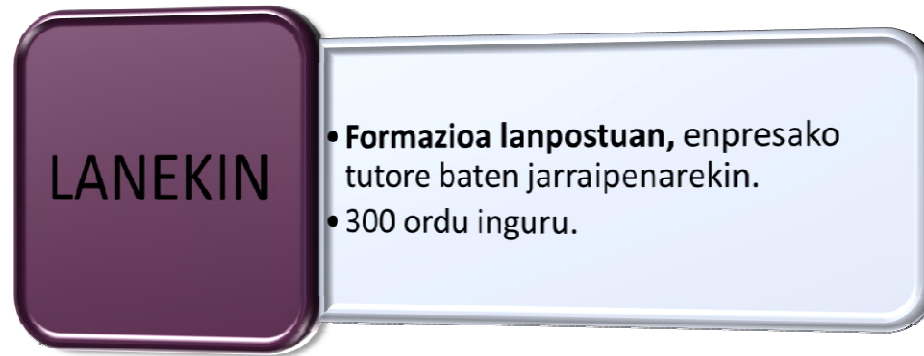 LANEKIN
• Formazioa lanpostuan, enpresako
tutore baten jarraipenarekin.
• 300 ordu inguru.